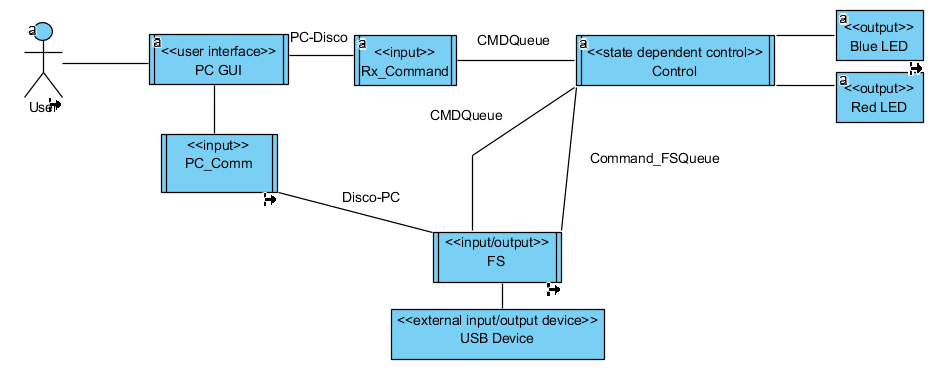 a
User
a
<<user interface>>
PC GUI
PC-Disco
a
<<input>>
Rx_Command
CMDQueue
a
<<state dependent control>>
Control
a
<<output>>
Blue LED
a
<<output>>
Red LED
<<input>>
PC_Comm
CMDQueue
Command_FSQueue
Disco-PC
<<input/output>>
FS
<<external input/output device>>
USB Device